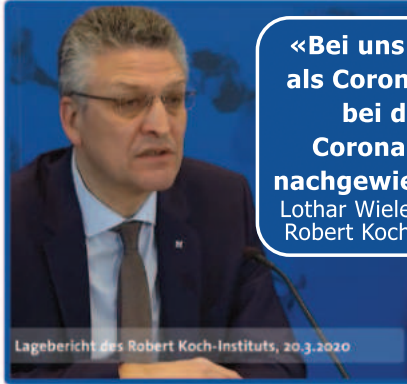 «Bei uns
als Coron
bei d
Corona
nachgewie
Lothar Wiele
Robert Koch
Lagebericht des Robert Koch-Instituts, 20.3.2020